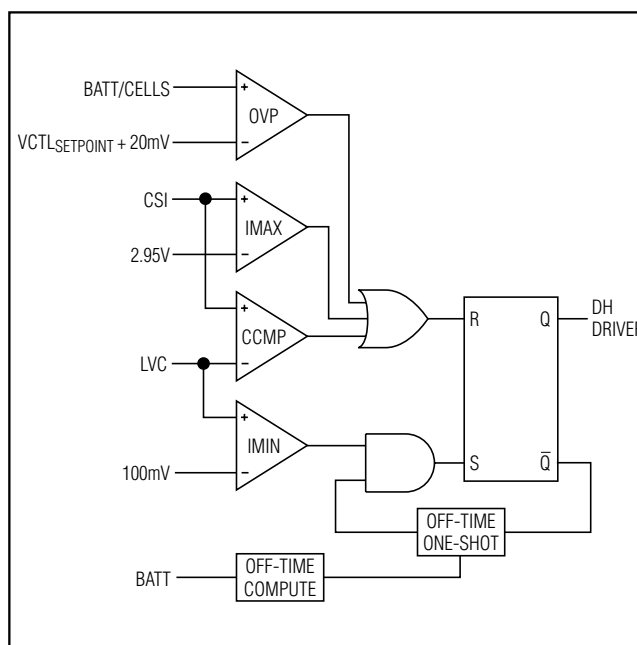 BATT/CELLS
+
OVP
VCTLSETPOINT + 20mV
–
CSI
+
IMAX
2.95V
–
+
CCMP
LVC
–
+
IMIN
100mV
–
R
Q
DH
DRIVER
S
Q̅
OFF-TIME
ONE-SHOT
BATT
OFF-TIME
COMPUTE